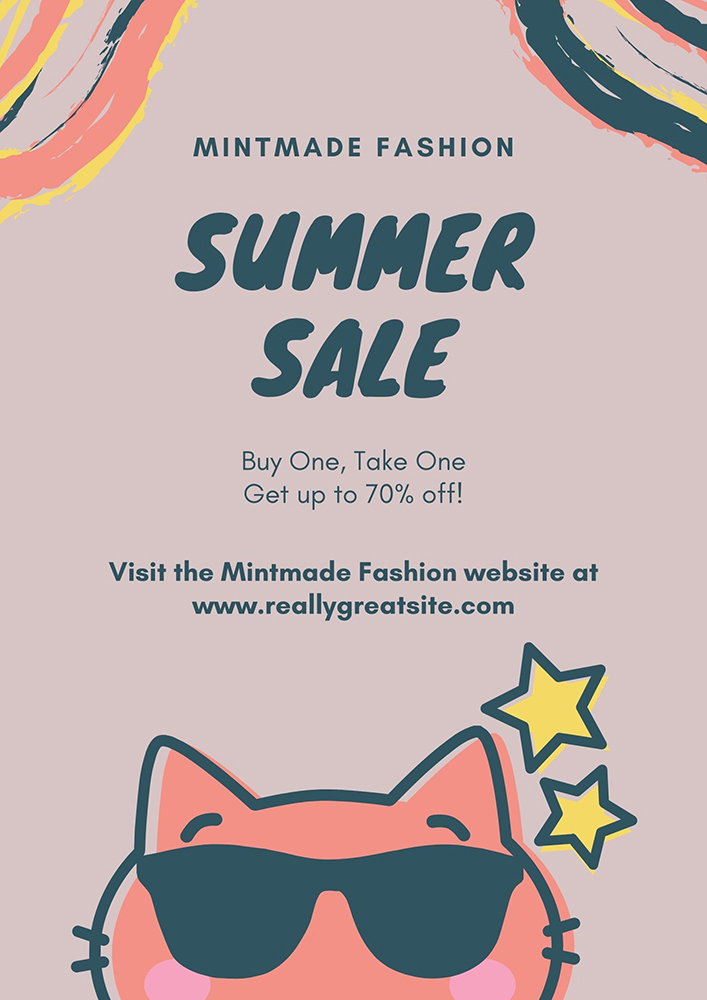 MINTMADE FASHION
SUMMER
SALE
Buy One, Take One
Get up to 70% off!
Visit the Mintmade Fashion website at
www.reallygreatsite.com